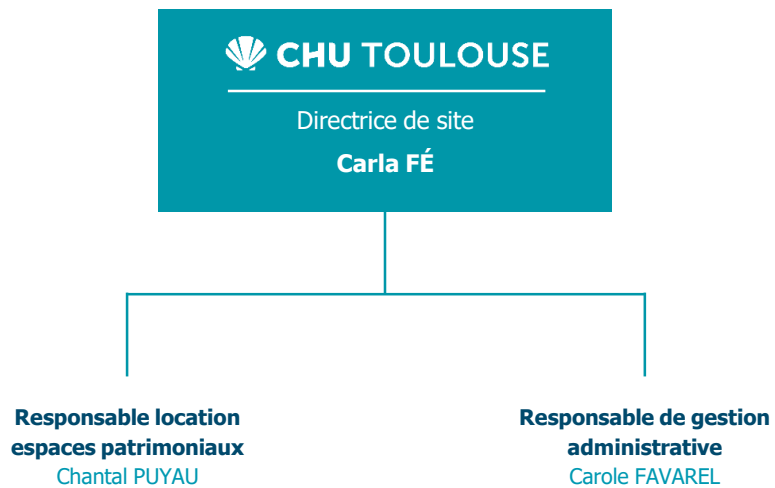 CHU TOULOUSE
Directrice de site
Carla FÉ
Responsable location
espaces patrimoniaux
Chantal PUYAU
Responsable de gestion
administrative
Carole FAVAREL